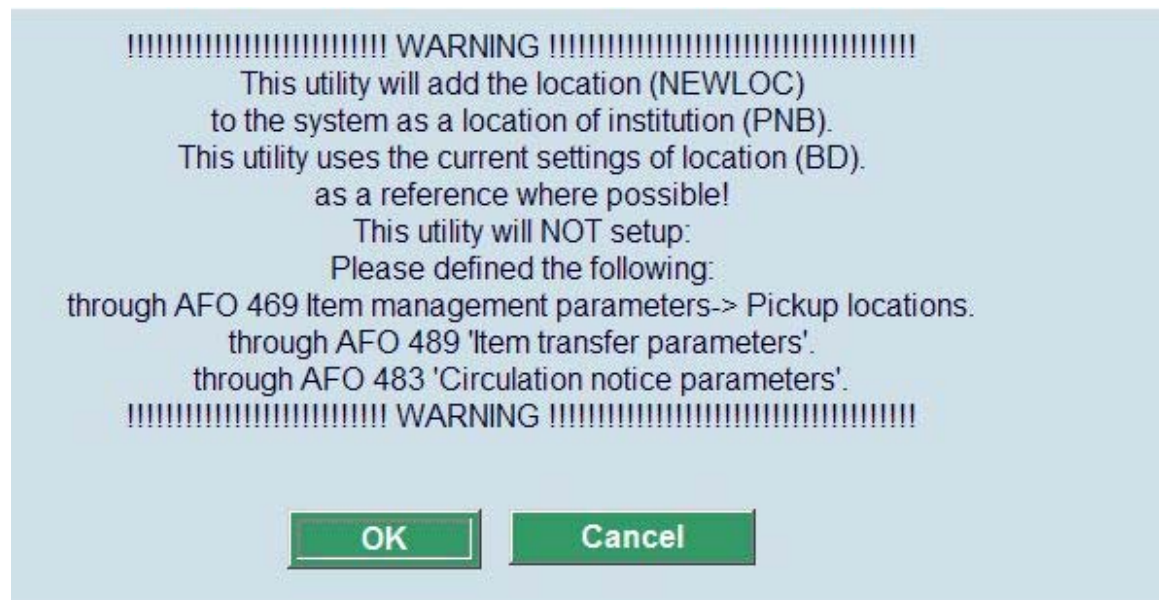 !!!!!!!!!!!!!!!!!!!!!!!!!!! WARNING !!!!!!!!!!!!!!!!!!!!!!!!!!!!!!!!!!!!!!
This utility will add the location (NEWLOC)
to the system as a location of institution (PNB).
This utility uses the current settings of location (BD).
as a reference where possible!
This utility will NOT setup:
Please defined the following:
through AFO 469 Item management parameters-> Pickup locations.
through AFO 489 'Item transfer parameters'.
through AFO 483 'Circulation notice parameters'.
!!!!!!!!!!!!!!!!!!!!!!!!!!! WARNING !!!!!!!!!!!!!!!!!!!!!!!!!!!!!!!!!!!!!!
OK Cancel